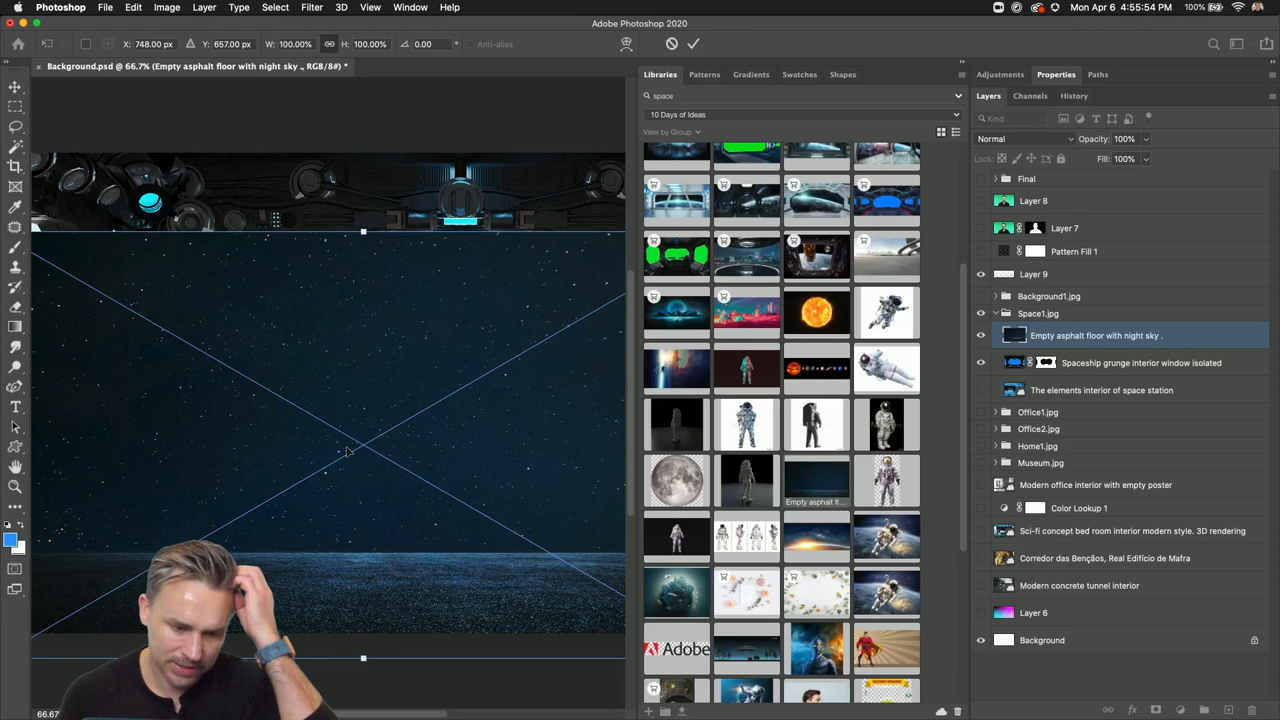 Photoshop File Edit Image Layer Type Select Filter 3D View Window Help 100% Mon Apr 6 4:55:54 PM
Adobe Photoshop 2020
X: 748.00 px Y: 657.00 px W: 100.00% H: 100.00% 0.00 ° Anti-alias
× Background.psd @ 66.7% (Empty asphalt floor with night sky ., RGB/8#) *
Libraries Patterns Gradients Swatches Shapes
space
10 Days of Ideas
View by Group
Empty asphalt fl...
Adobe
Adjustments Properties Paths
Layers Channels History
Kind
Normal Opacity: 100%
Lock: Fill: 100%
Final
Layer 8
Layer 7
Pattern Fill 1
Layer 9
Background1.jpg
Space1.jpg
Empty asphalt floor with night sky .
Spaceship grunge interior window isolated
The elements interior of space station
Office1.jpg
Office2.jpg
Home1.jpg
Museum.jpg
Modern office interior with empty poster
Color Lookup 1
Sci-fi concept bed room interior modern style. 3D rendering
Corredor das Bençãos, Real Edifício de Mafra
Modern concrete tunnel interior
Layer 6
Background
fx
66.67